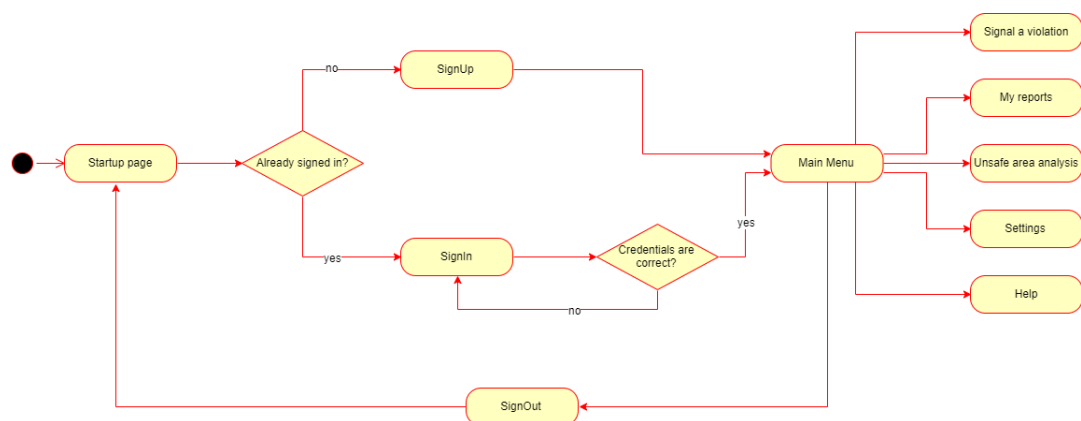 Signal a violation
no
SignUp
My reports
Startup page
Already signed in?
Main Menu
Unsafe area analysis
yes
Settings
yes
SignIn
Credentials are
correct?
Help
no
SignOut